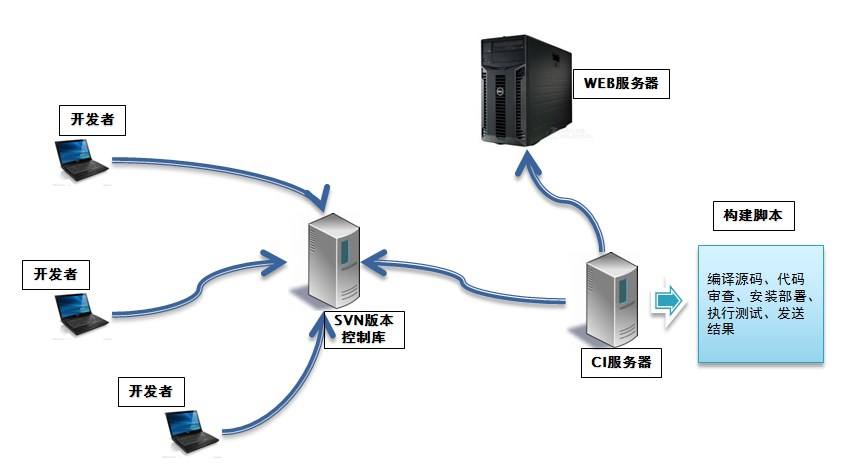 WEB服务器
开发者
构建脚本
开发者
编译源码、代码
审查、安装部署、
执行测试、发送
结果
SVN版本
控制库
CI服务器
开发者